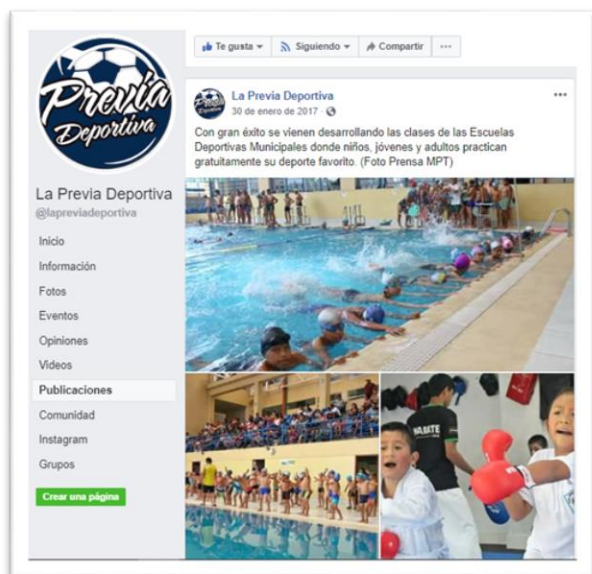 Previa
Deportiva
La Previa Deportiva
@lapreviadeportiva
Inicio
Información
Fotos
Eventos
Opiniones
Videos
Publicaciones
Comunidad
Instagram
Grupos
Crear una página
Te gusta
Siguiendo
Compartir
La Previa Deportiva
30 de enero de 2017
Con gran éxito se vienen desarrollando las clases de las Escuelas
Deportivas Municipales donde niños, jóvenes y adultos practican
gratuitamente su deporte favorito. (Foto Prensa MPT)
KARATE